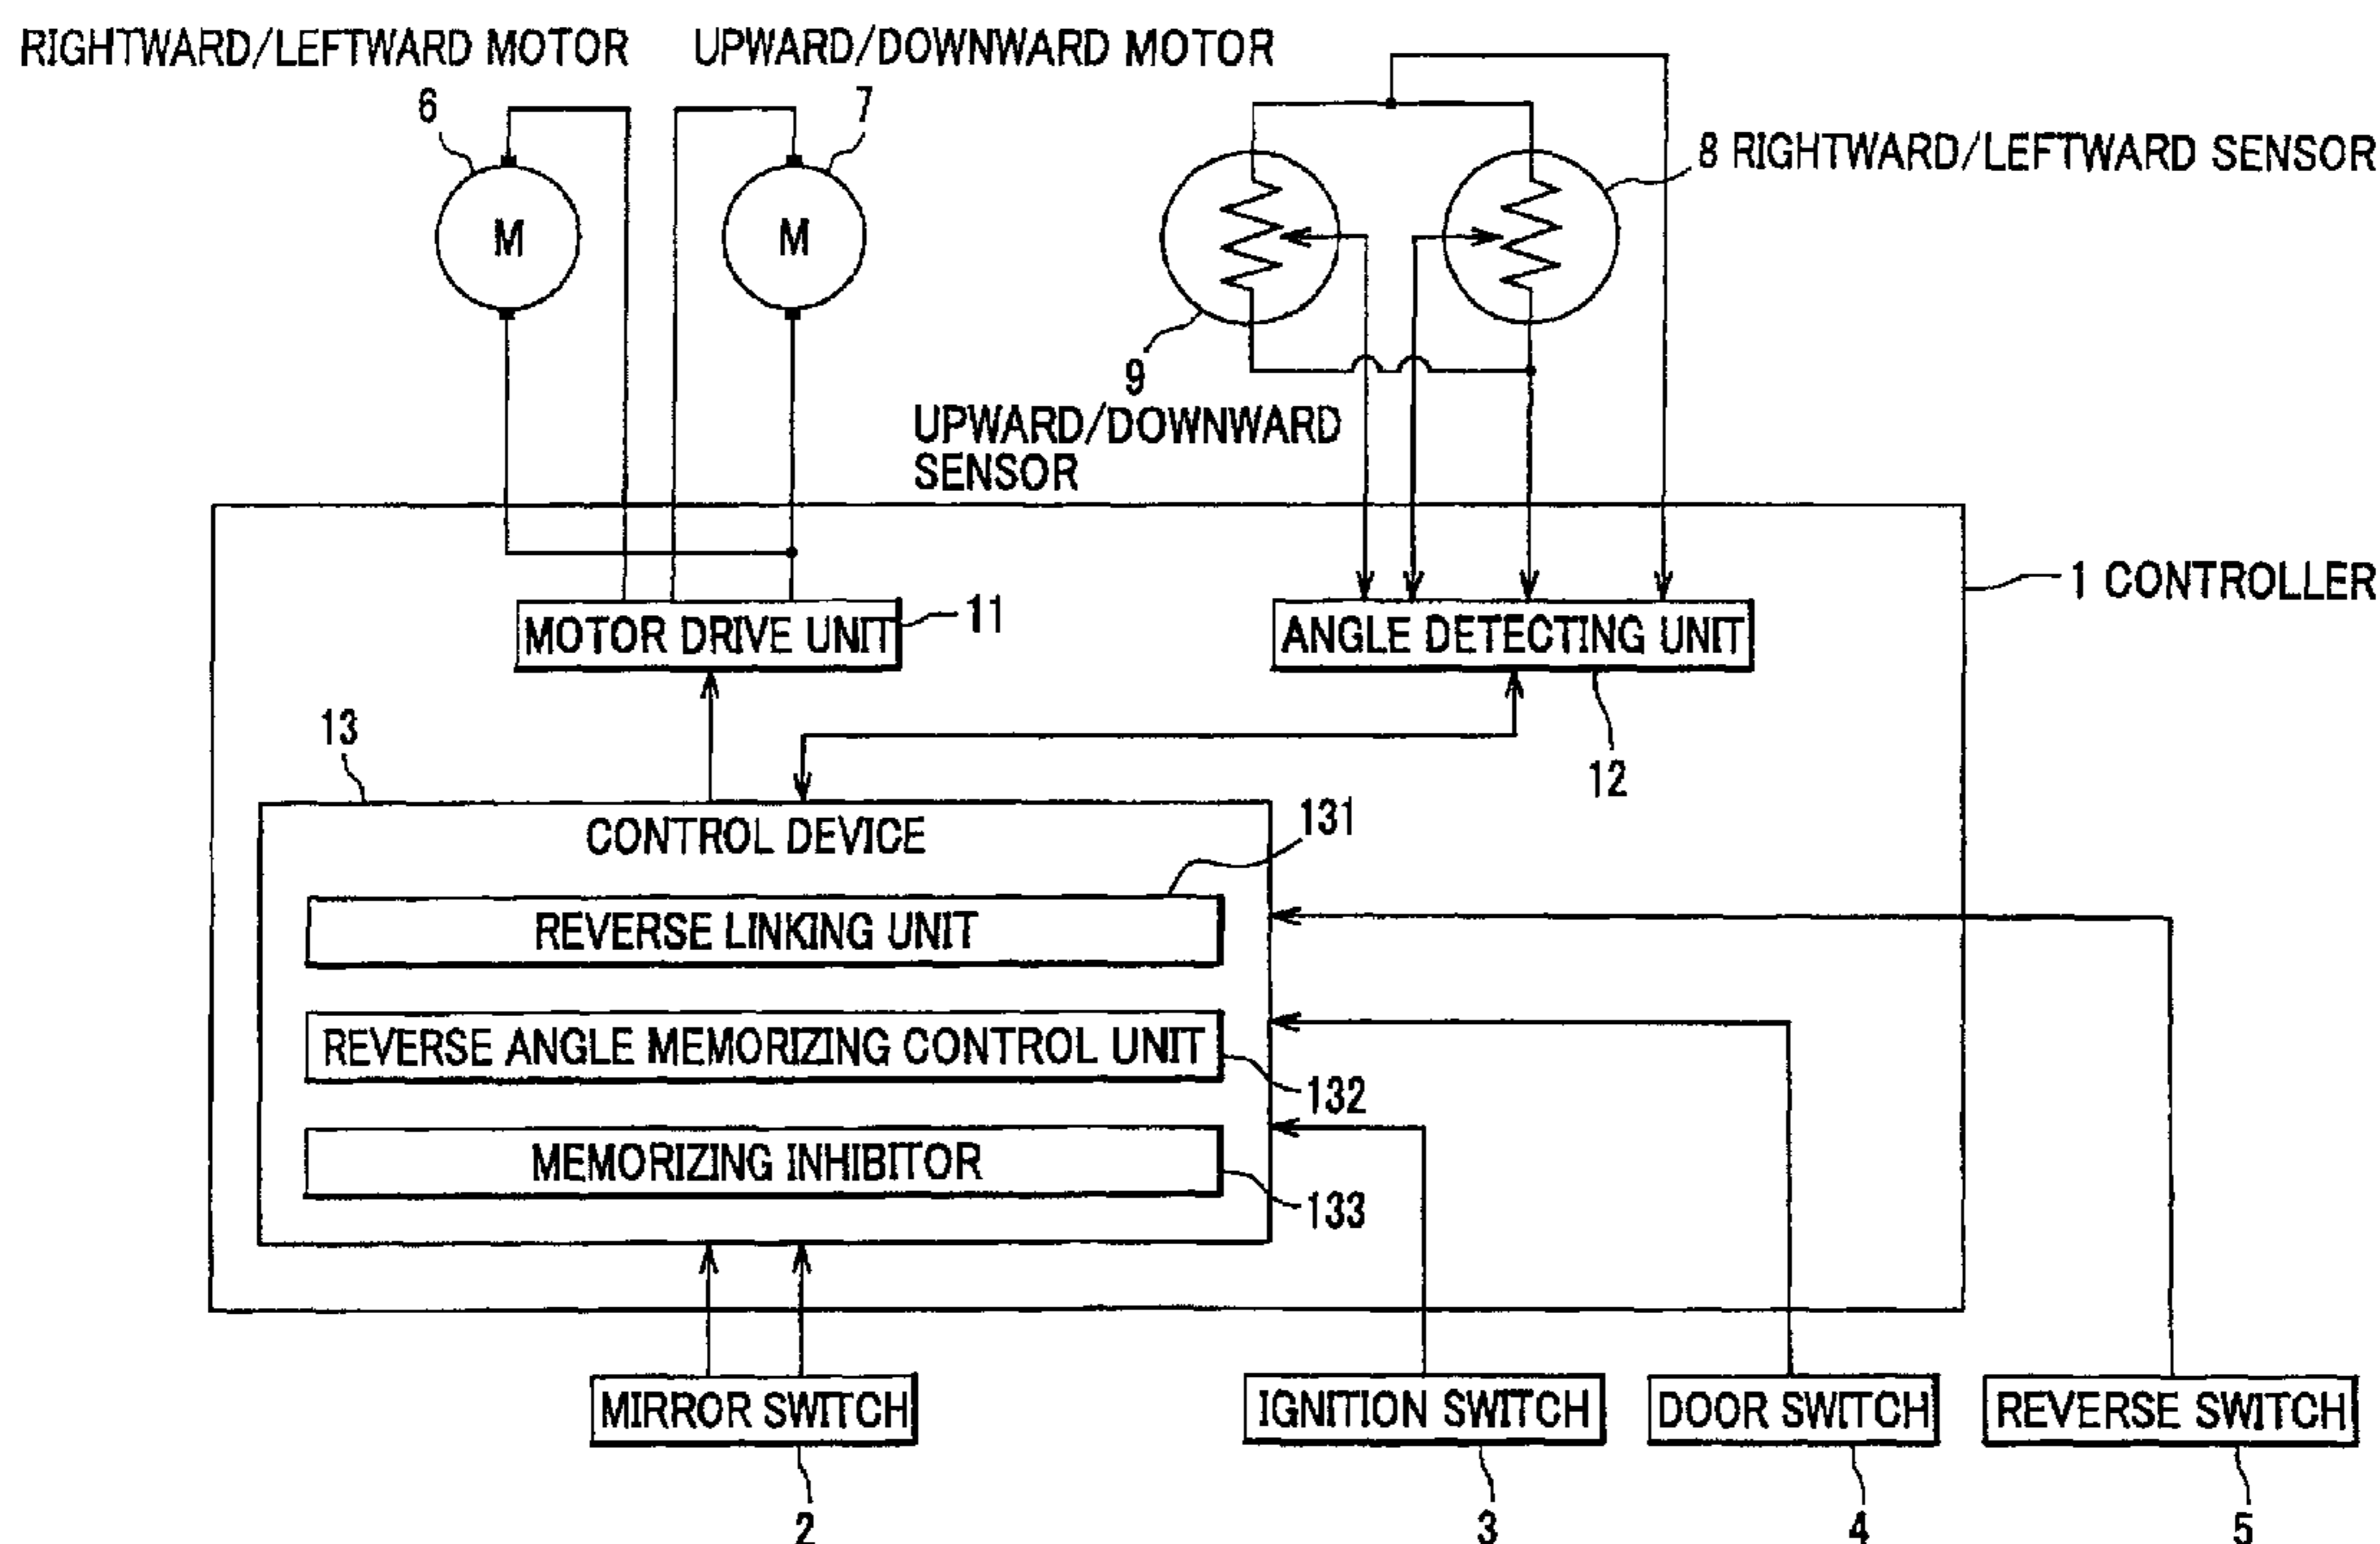 RIGHTWARD/LEFTWARD MOTOR
UPWARD/DOWNWARD MOTOR
6
7
8 RIGHTWARD/LEFTWARD SENSOR
M
M
9
UPWARD/DOWNWARD
SENSOR
1 CONTROLLER
MOTOR DRIVE UNIT
11
ANGLE DETECTING UNIT
13
12
CONTROL DEVICE
131
REVERSE LINKING UNIT
REVERSE ANGLE MEMORIZING CONTROL UNIT
132
MEMORIZING INHIBITOR
133
MIRROR SWITCH
IGNITION SWITCH
DOOR SWITCH
REVERSE SWITCH
2
3
4
5